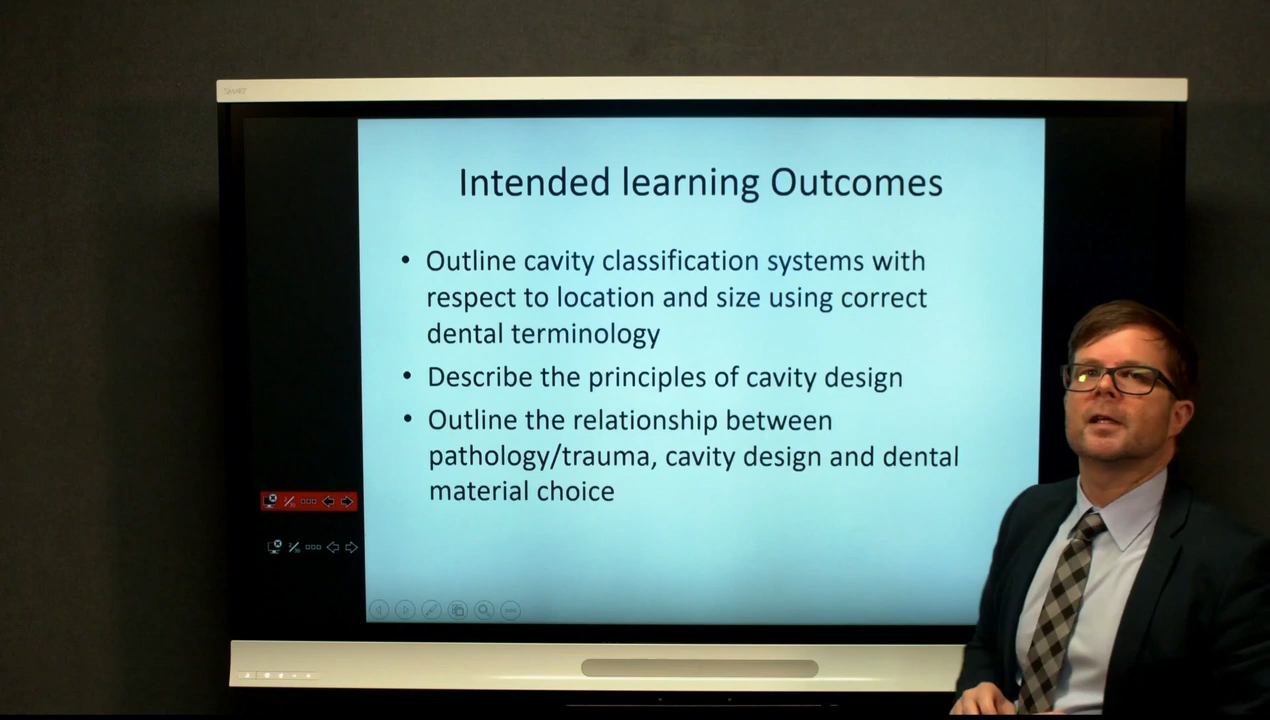 SMART
Intended learning Outcomes
• Outline cavity classification systems with
respect to location and size using correct
dental terminology
• Describe the principles of cavity design
• Outline the relationship between
pathology/trauma, cavity design and dental
material choice